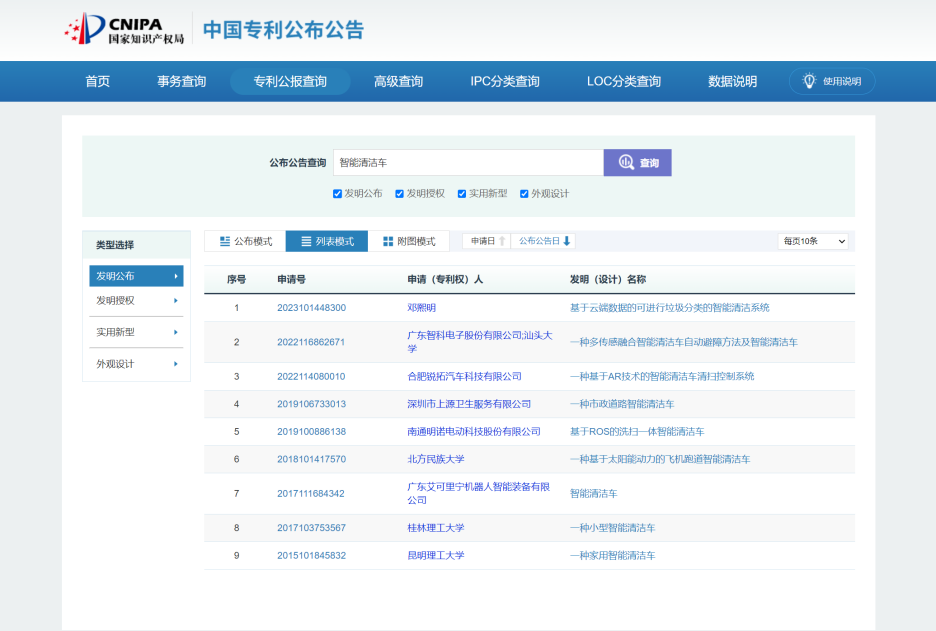 CNIPA
国家知识产权局
中国专利公布公告
首页 事务查询 专利公报查询 高级查询 IPC分类查询 LOC分类查询 数据说明 使用说明
公布公告查询 智能清洁车 查询
发明公布 发明授权 实用新型 外观设计
类型选择
发明公布
发明授权
实用新型
外观设计
公布模式 列表模式 附图模式 申请日 公布公告日 每页10条
序号 申请号 申请（专利权）人 发明（设计）名称
1 2023101448300 邓熙明 基于云端数据的可进行垃圾分类的智能清洁系统
2 2022116862671 广东智科电子股份有限公司;汕头大
学 一种多传感融合智能清洁车自动避障方法及智能清洁车
3 2022114080010 合肥锐拓汽车科技有限公司 一种基于AR技术的智能清洁车清扫控制系统
4 2019106733013 深圳市上源卫生服务有限公司 一种市政道路智能清洁车
5 2019100886138 南通明诺电动科技股份有限公司 基于ROS的洗扫一体智能清洁车
6 2018101417570 北方民族大学 一种基于太阳能动力的飞机跑道智能清洁车
7 2017111684342 广东艾可里宁机器人智能装备有限
公司 智能清洁车
8 2017103753567 桂林理工大学 一种小型智能清洁车
9 2015101845832 昆明理工大学 一种家用智能清洁车